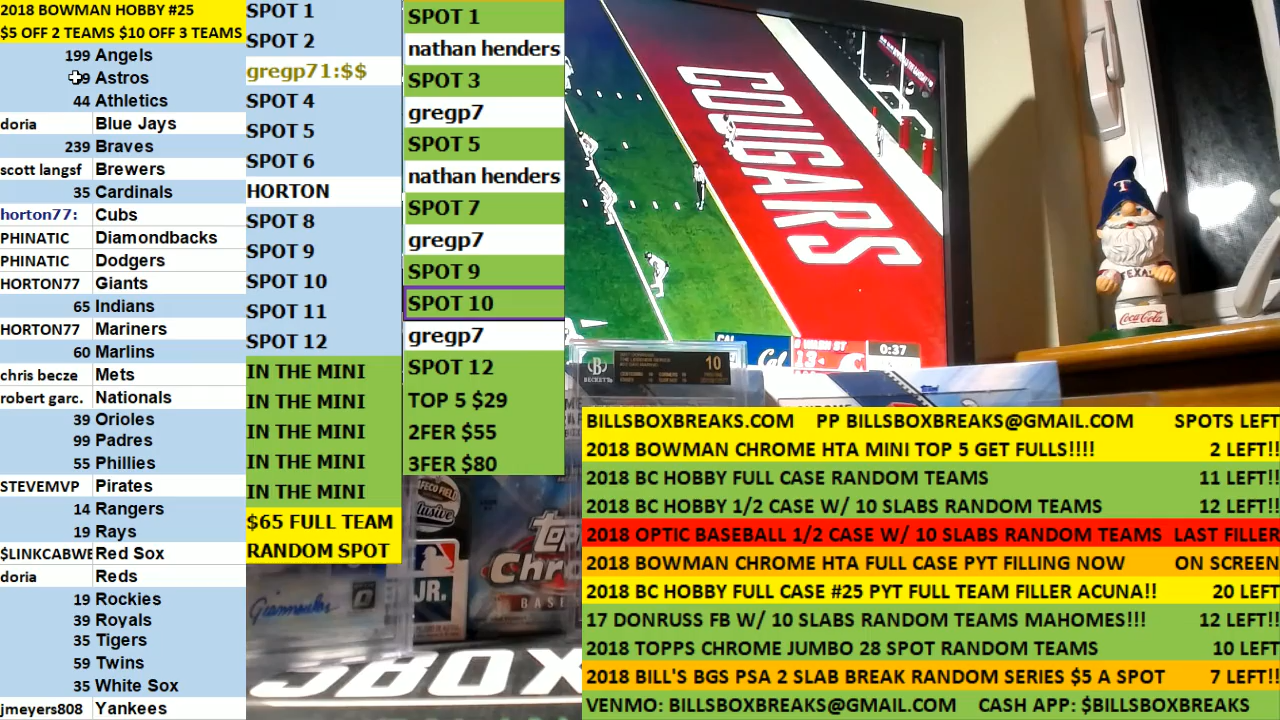 2018 BOWMAN HOBBY #25
$5 OFF 2 TEAMS $10 OFF 3 TEAMS
199 Angels
Astros
44 Athletics
doria Blue Jays
239 Braves
scott langsf Brewers
35 Cardinals
horton77: Cubs
PHINATIC Diamondbacks
PHINATIC Dodgers
HORTON77 Giants
65 Indians
HORTON77 Mariners
60 Marlins
chris becze Mets
robert garc. Nationals
39 Orioles
99 Padres
55 Phillies
STEVEMVP Pirates
14 Rangers
19 Rays
$LINKCABWE Red Sox
doria Reds
19 Rockies
39 Royals
35 Tigers
59 Twins
35 White Sox
jmeyers808 Yankees
SPOT 1
SPOT 2
gregp71:$$
SPOT 4
SPOT 5
SPOT 6
HORTON
SPOT 8
SPOT 9
SPOT 10
SPOT 11
SPOT 12
IN THE MINI
IN THE MINI
IN THE MINI
IN THE MINI
IN THE MINI
$65 FULL TEAM
RANDOM SPOT
SPOT 1
nathan henders
SPOT 3
gregp7
SPOT 5
nathan henders
SPOT 7
gregp7
SPOT 9
SPOT 10
gregp7
SPOT 12
TOP 5 $29
2FER $55
3FER $80
COUGARS
CAL
Cal
0:37
T
TEXAS
Coca-Cola
BECKETT
10
topps
BILLSBOXBREAKS.COM PP BILLSBOXBREAKS@GMAIL.COM SPOTS LEFT
2018 BOWMAN CHROME HTA MINI TOP 5 GET FULLS!!!! 2 LEFT!!
2018 BC HOBBY FULL CASE RANDOM TEAMS 11 LEFT!!
2018 BC HOBBY 1/2 CASE W/ 10 SLABS RANDOM TEAMS 12 LEFT!!
2018 OPTIC BASEBALL 1/2 CASE W/ 10 SLABS RANDOM TEAMS LAST FILLER
2018 BOWMAN CHROME HTA FULL CASE PYT FILLING NOW ON SCREEN
2018 BC HOBBY FULL CASE #25 PYT FULL TEAM FILLER ACUNA!! 20 LEFT
17 DONRUSS FB W/ 10 SLABS RANDOM TEAMS MAHOMES!!! 12 LEFT!!
2018 TOPPS CHROME JUMBO 28 SPOT RANDOM TEAMS 10 LEFT!!
2018 BILL'S BGS PSA 2 SLAB BREAK RANDOM SERIES $5 A SPOT 7 LEFT!!
VENMO: BILLSBOXBREAKS@GMAIL.COM CASH APP: $BILLSBOXBREAKS
JR.
BASE